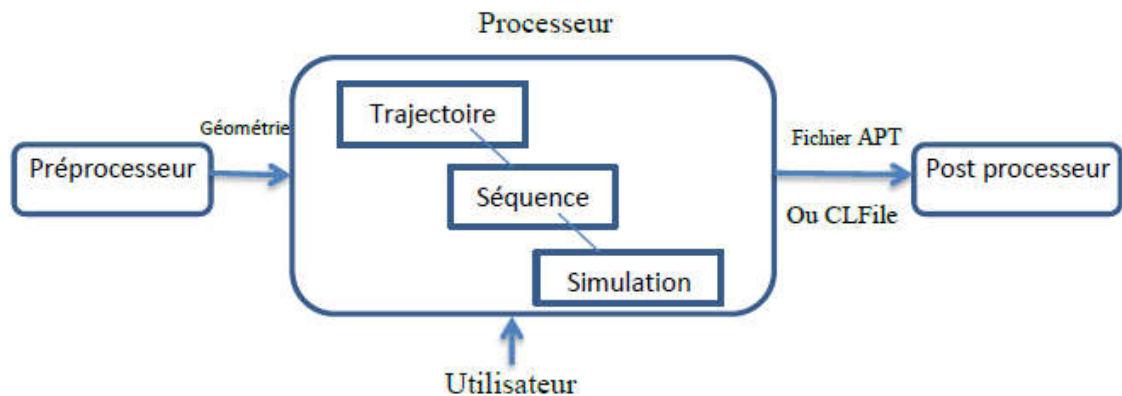 Processeur
Trajectoire
Géométrie
Préprocesseur
Séquence
Simulation
Fichier APT
Ou CLFile
Post processeur
Utilisateur